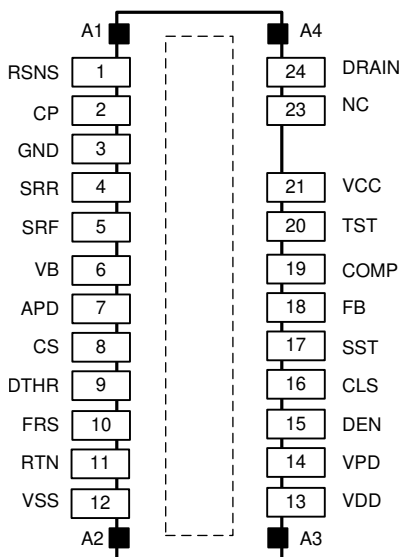 A1 A4
RSNS 1 24 DRAIN
CP 2 23 NC
GND 3
SRR 4 21 VCC
SRF 5 20 TST
VB 6 19 COMP
APD 7 18 FB
CS 8 17 SST
DTHR 9 16 CLS
FRS 10 15 DEN
RTN 11 14 VPD
VSS 12 13 VDD
A2 A3